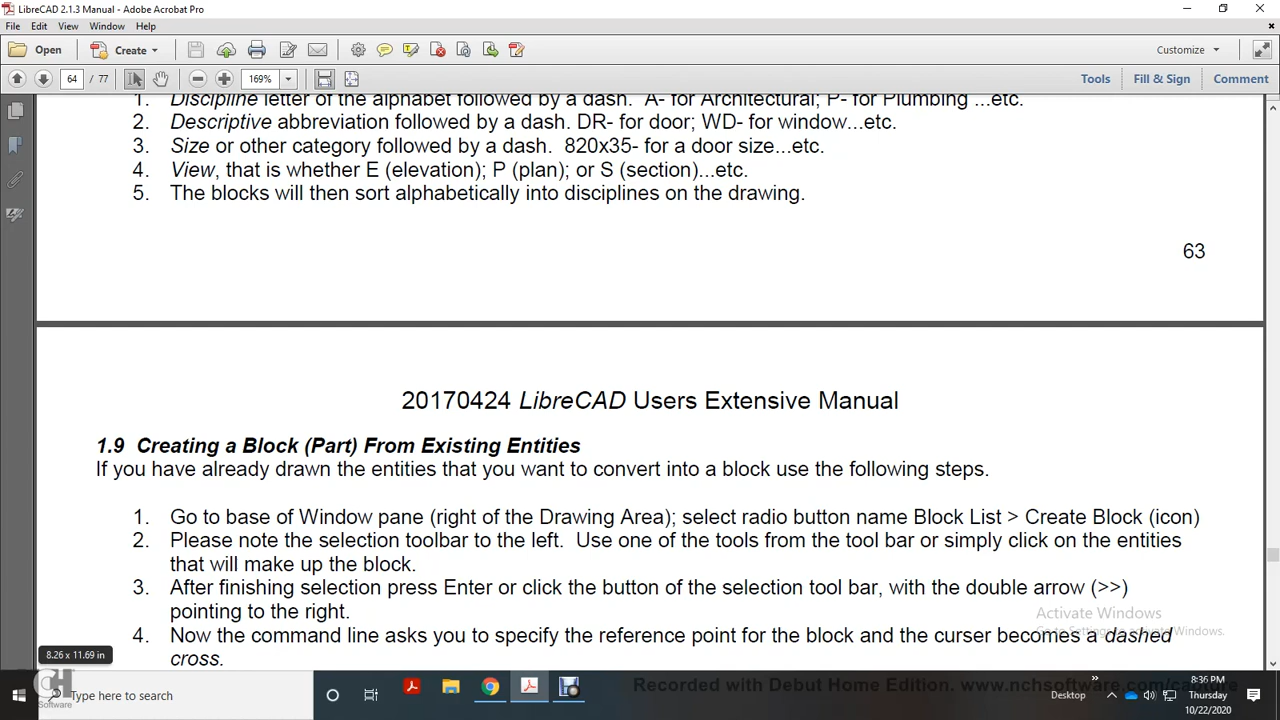 LibreCAD 2.1.3 Manual - Adobe Acrobat Pro
File Edit View Window Help
Open Create Customize
64 / 77 169% Tools Fill & Sign Comment
1. Discipline letter of the alphabet followed by a dash. A- for Architectural; P- for Plumbing ...etc.
2. Descriptive abbreviation followed by a dash. DR- for door; WD- for window...etc.
3. Size or other category followed by a dash. 820x35- for a door size...etc.
4. View, that is whether E (elevation); P (plan); or S (section)...etc.
5. The blocks will then sort alphabetically into disciplines on the drawing.
63
20170424 LibreCAD Users Extensive Manual
1.9 Creating a Block (Part) From Existing Entities
If you have already drawn the entities that you want to convert into a block use the following steps.
1. Go to base of Window pane (right of the Drawing Area); select radio button name Block List > Create Block (icon)
2. Please note the selection toolbar to the left. Use one of the tools from the tool bar or simply click on the entities
that will make up the block.
3. After finishing selection press Enter or click the button of the selection tool bar, with the double arrow (>>)
pointing to the right.
Activate Windows
Go to Settings to activate Windows.
4. Now the command line asks you to specify the reference point for the block and the curser becomes a dashed
cross.
8.26 x 11.69 in
Software
Type here to search
Recorded with Debut Home Edition. www.nchsoftware.com/capture
Desktop
8:36 PM
Thursday
10/22/2020